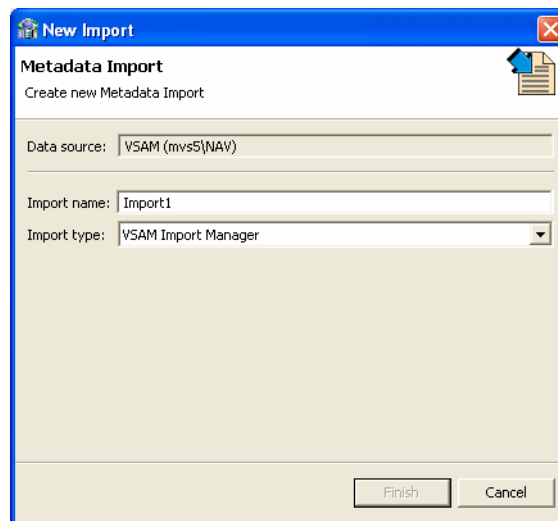 New Import
Metadata Import
Create new Metadata Import
Data source: VSAM (mvs5\NAV)
Import name: Import1
Import type: VSAM Import Manager
Finish Cancel